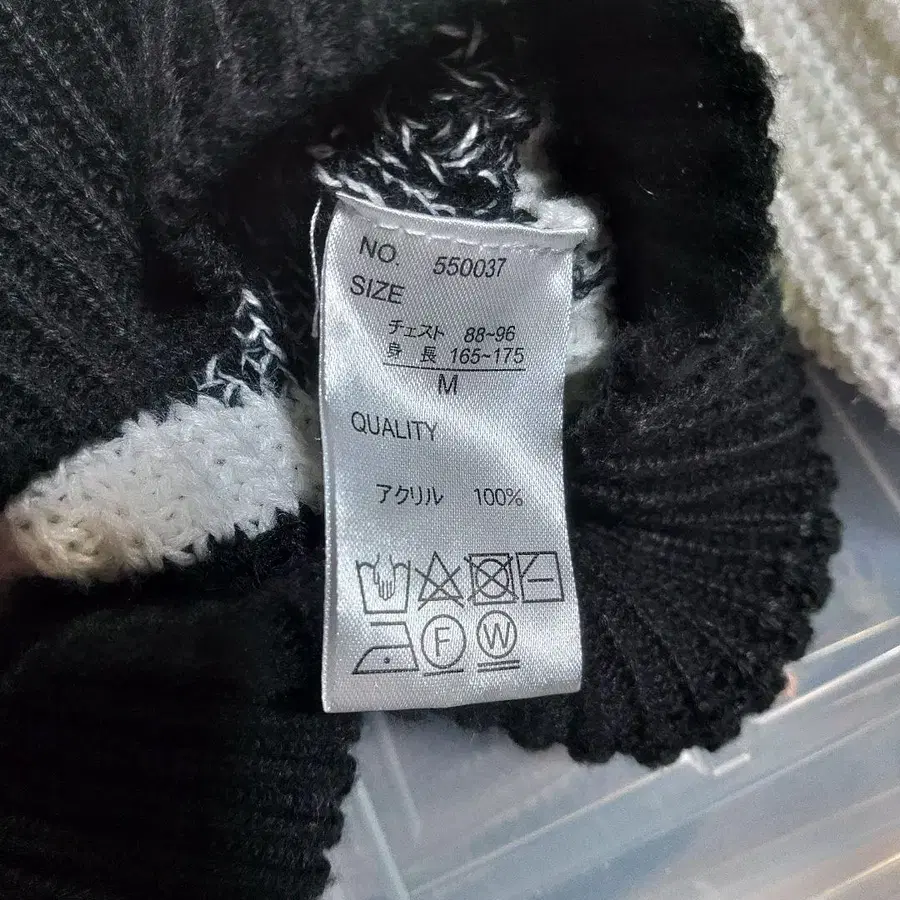 NO. 550037
SIZE
チェスト 88~96
身 長 165~175
M
QUALITY
アクリル 100%
F W